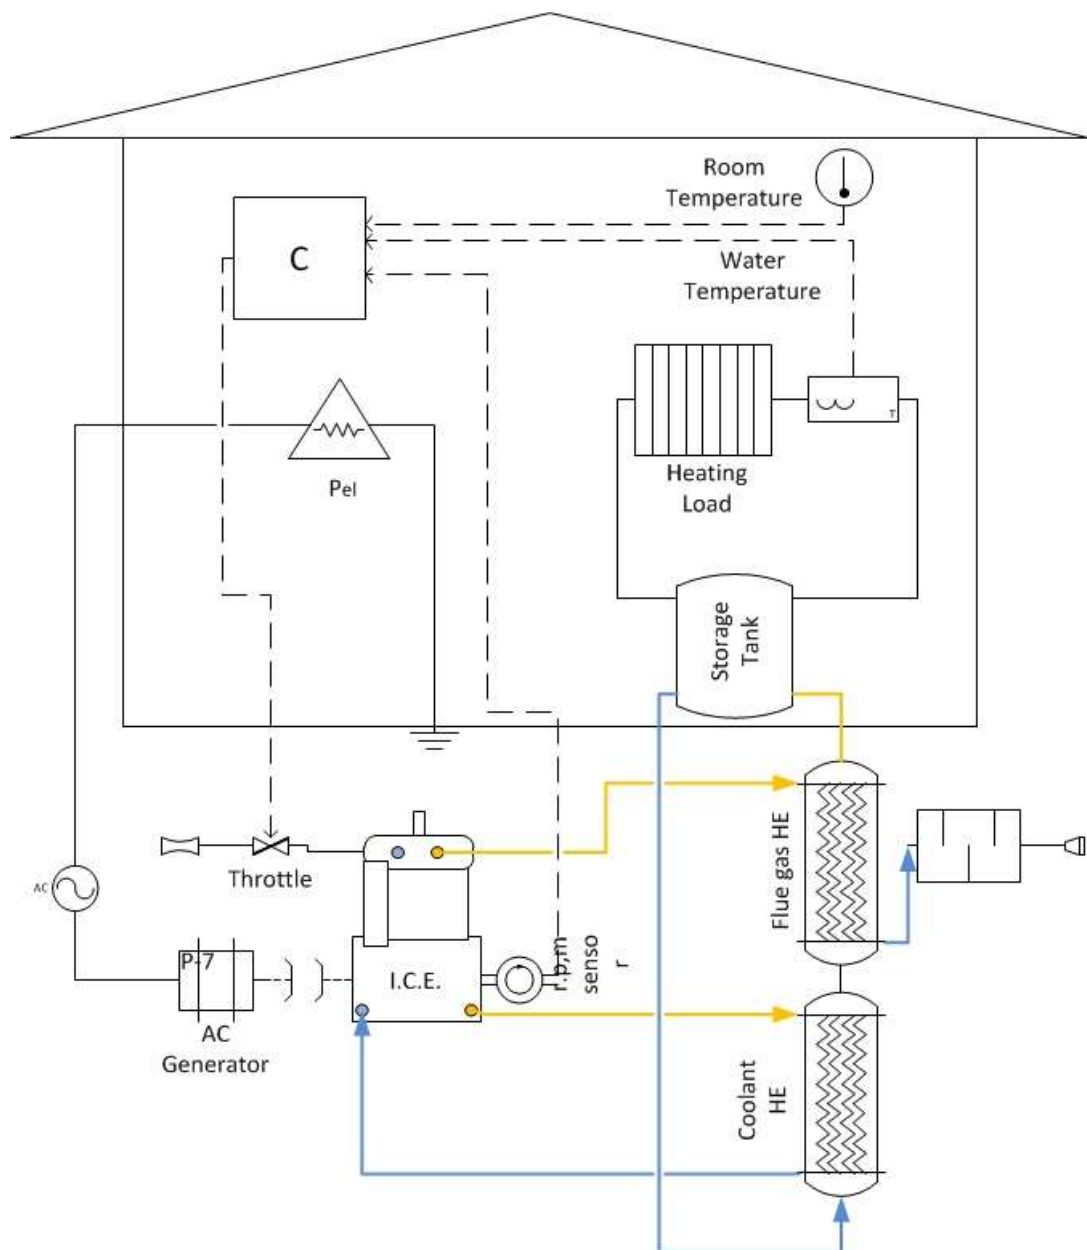 Room
Temperature
C
Water
Temperature
T
Pel
Heating
Load
Storage
Tank
Throttle
Flue gas HE
AC
P-7
I.C.E.
r.p,m
senso
r
AC
Generator
Coolant
HE